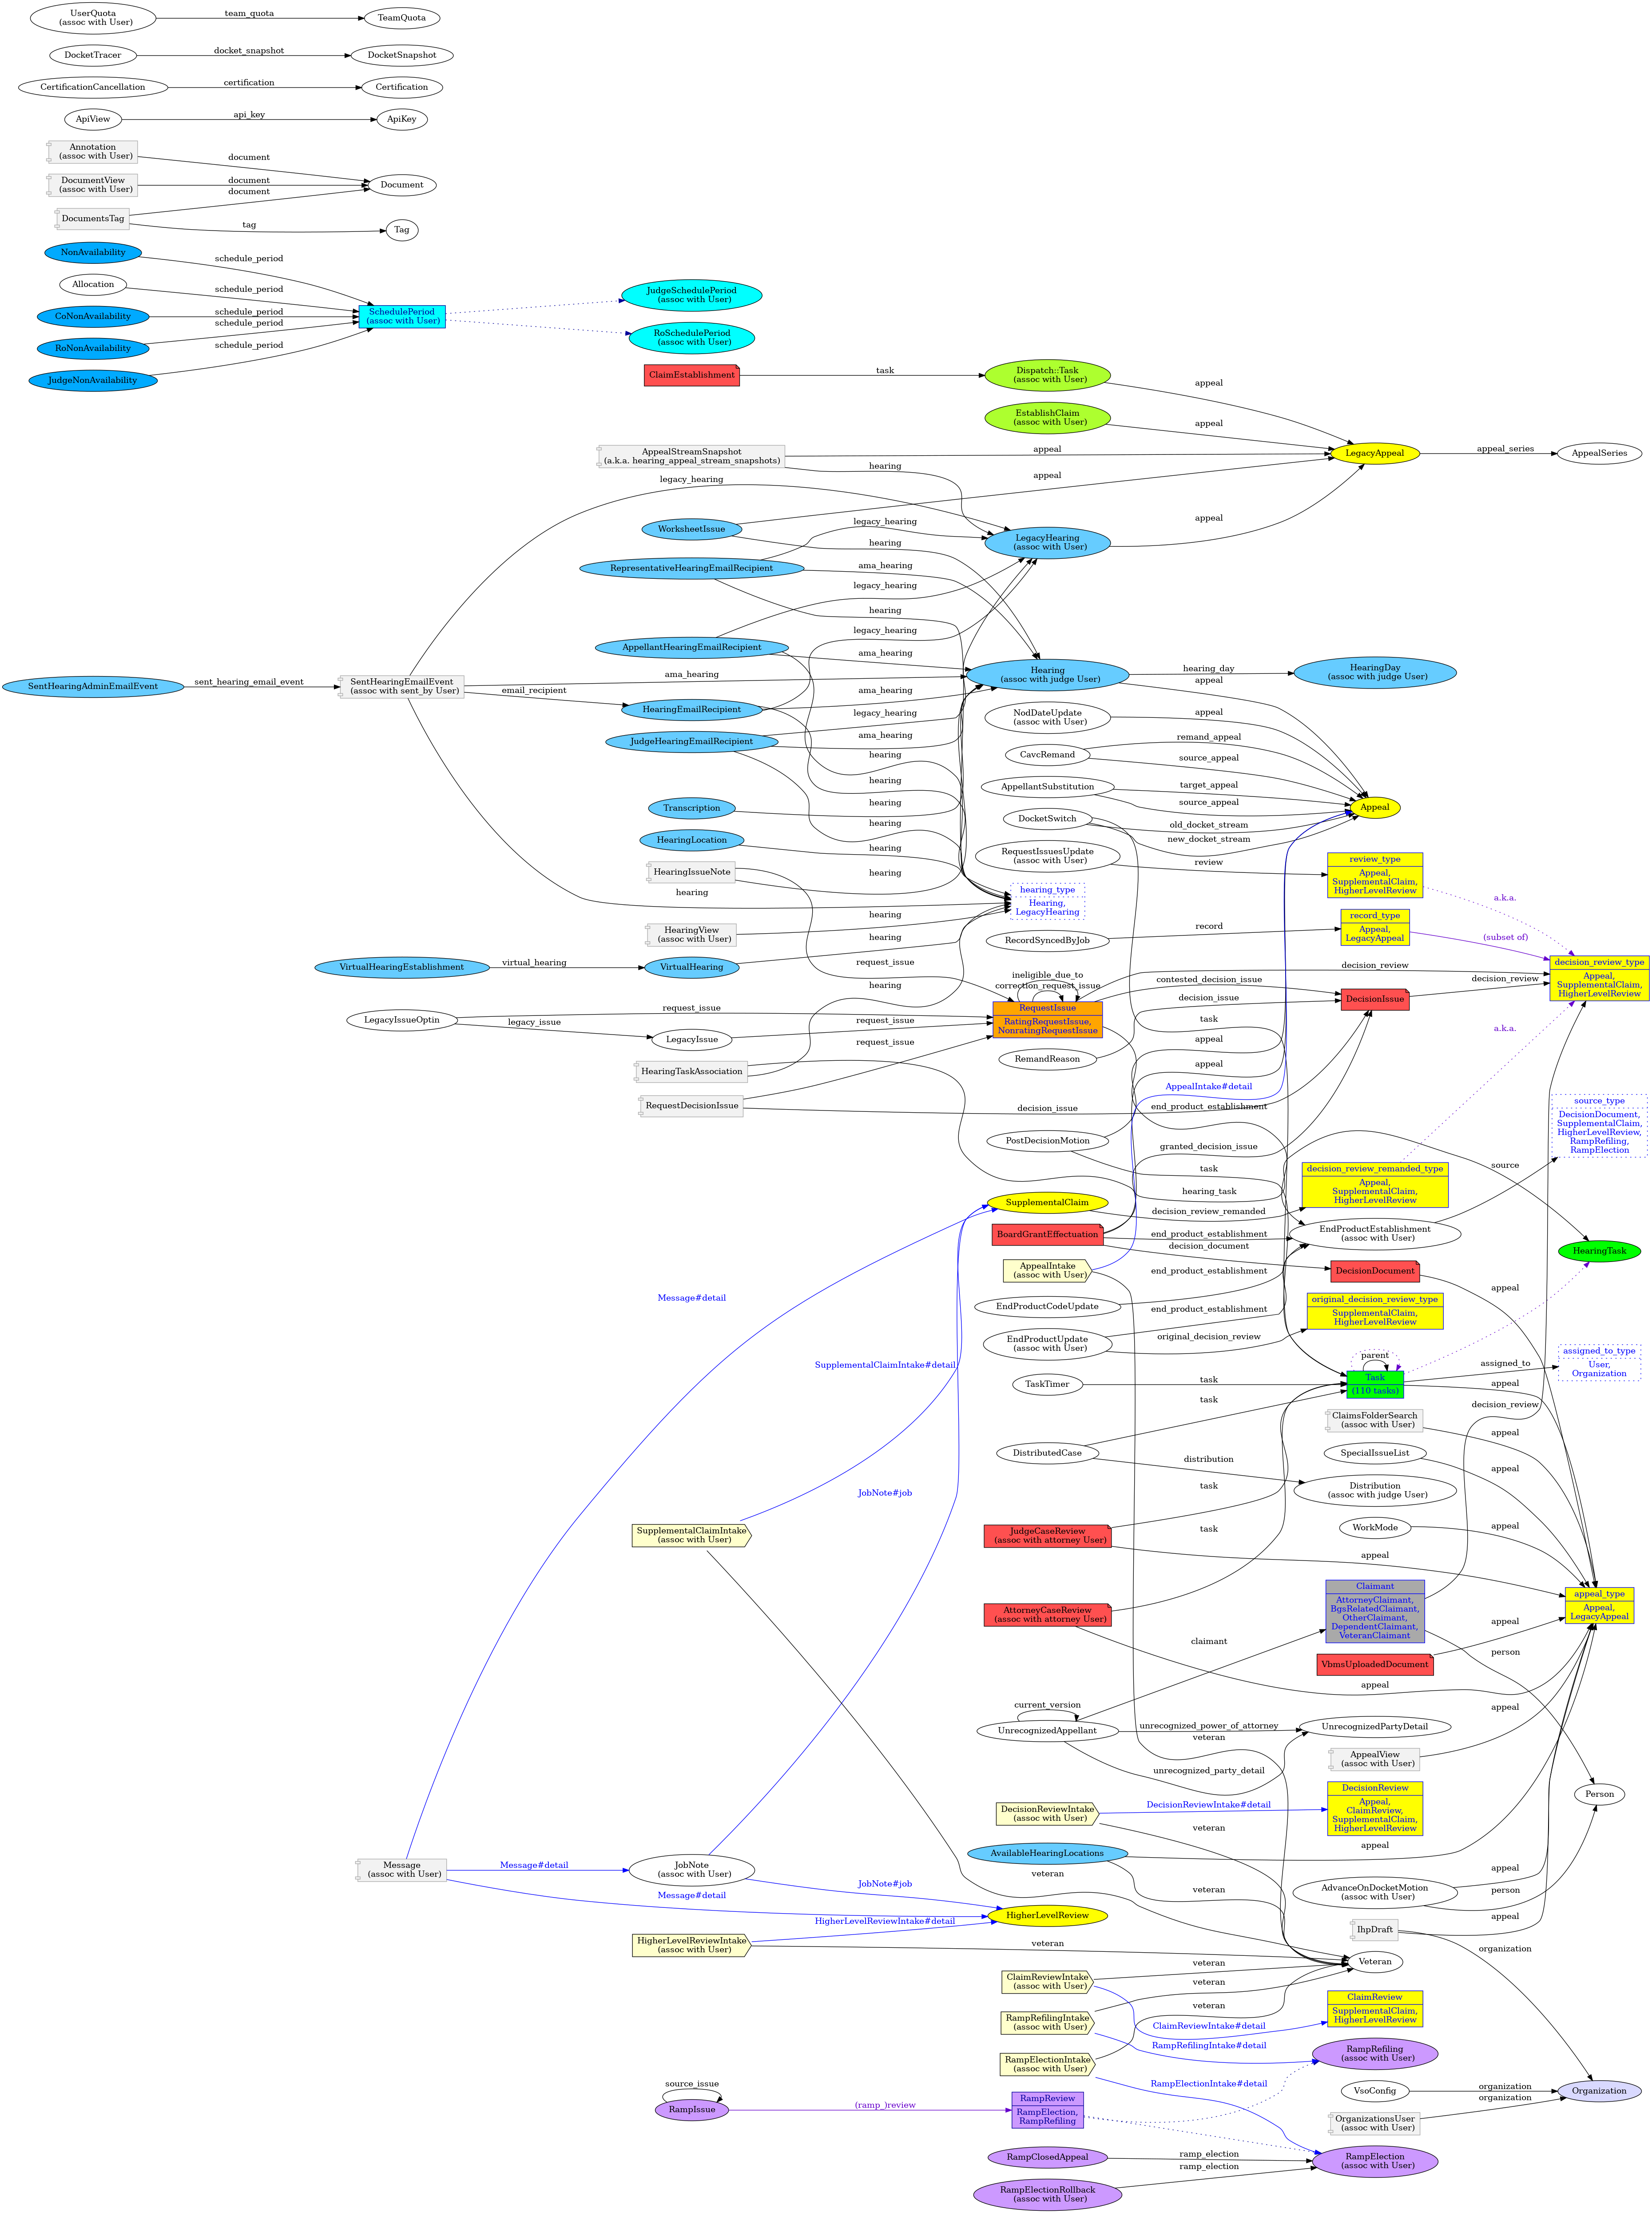 UserQuota
(assoc with User)
team_quota
TeamQuota
DocketTracer
docket_snapshot
DocketSnapshot
CertificationCancellation
certification
Certification
ApiView
api_key
ApiKey
Annotation
(assoc with User)
document
DocumentView
(assoc with User)
document
Document
DocumentsTag
document
tag
Tag
NonAvailability
schedule_period
Allocation
schedule_period
CoNonAvailability
schedule_period
RoNonAvailability
schedule_period
JudgeNonAvailability
schedule_period
SchedulePeriod
(assoc with User)
JudgeSchedulePeriod
(assoc with User)
RoSchedulePeriod
(assoc with User)
ClaimEstablishment
task
Dispatch::Task
(assoc with User)
appeal
EstablishClaim
(assoc with User)
appeal
AppealStreamSnapshot
(a.k.a. hearing_appeal_stream_snapshots)
appeal
hearing
LegacyAppeal
appeal_series
AppealSeries
legacy_hearing
WorksheetIssue
appeal
hearing
legacy_hearing
LegacyHearing
(assoc with User)
appeal
RepresentativeHearingEmailRecipient
ama_hearing
legacy_hearing
hearing
AppellantHearingEmailRecipient
legacy_hearing
ama_hearing
SentHearingAdminEmailEvent
sent_hearing_email_event
SentHearingEmailEvent
(assoc with sent_by User)
ama_hearing
email_recipient
HearingEmailRecipient
ama_hearing
Hearing
(assoc with judge User)
hearing_day
appeal
HearingDay
(assoc with judge User)
JudgeHearingEmailRecipient
legacy_hearing
ama_hearing
hearing
NodDateUpdate
(assoc with User)
appeal
CavcRemand
remand_appeal
source_appeal
AppellantSubstitution
target_appeal
source_appeal
Appeal
hearing
Transcription
hearing
hearing
DocketSwitch
old_docket_stream
new_docket_stream
HearingLocation
hearing
RequestIssuesUpdate
(assoc with User)
review
review_type
Appeal,
SupplementalClaim,
HigherLevelReview
a.k.a.
HearingIssueNote
hearing
hearing
hearing_type
Hearing,
LegacyHearing
HearingView
(assoc with User)
hearing
hearing
RecordSyncedByJob
record
record_type
Appeal,
LegacyAppeal
(subset of)
VirtualHearingEstablishment
virtual_hearing
VirtualHearing
request_issue
hearing
decision_review_type
Appeal,
SupplementalClaim,
HigherLevelReview
decision_review
decision_review
ineligible_due_to
correction_request_issue
RequestIssue
RatingRequestIssue,
NonratingRequestIssue
contested_decision_issue
decision_issue
DecisionIssue
LegacyIssueOptin
request_issue
legacy_issue
LegacyIssue
request_issue
request_issue
RemandReason
task
appeal
a.k.a.
HearingTaskAssociation
appeal
AppealIntake#detail
RequestDecisionIssue
decision_issue
end_product_establishment
source_type
DecisionDocument,
SupplementalClaim,
HigherLevelReview,
RampRefiling,
RampElection
PostDecisionMotion
granted_decision_issue
task
source
hearing_task
decision_review_remanded_type
Appeal,
SupplementalClaim,
HigherLevelReview
SupplementalClaim
decision_review_remanded
BoardGrantEffectuation
end_product_establishment
decision_document
EndProductEstablishment
(assoc with User)
HearingTask
AppealIntake
(assoc with User)
end_product_establishment
DecisionDocument
appeal
Message#detail
EndProductCodeUpdate
end_product_establishment
original_decision_review_type
SupplementalClaim,
HigherLevelReview
EndProductUpdate
(assoc with User)
original_decision_review
SupplementalClaimIntake#detail
TaskTimer
task
parent
Task
(110 tasks)
assigned_to
appeal
assigned_to_type
User,
Organization
task
decision_review
ClaimsFolderSearch
(assoc with User)
appeal
DistributedCase
distribution
SpecialIssueList
appeal
JobNote#job
task
Distribution
(assoc with judge User)
SupplementalClaimIntake
(assoc with User)
JudgeCaseReview
(assoc with attorney User)
task
appeal
WorkMode
appeal
AttorneyCaseReview
(assoc with attorney User)
claimant
appeal
Claimant
AttorneyClaimant,
BgsRelatedClaimant,
OtherClaimant,
DependentClaimant,
VeteranClaimant
appeal_type
Appeal,
LegacyAppeal
appeal
person
VbmsUploadedDocument
current_version
UnrecognizedAppellant
unrecognized_power_of_attorney
veteran
unrecognized_party_detail
UnrecognizedPartyDetail
appeal
AppealView
(assoc with User)
Person
DecisionReviewIntake
(assoc with User)
DecisionReviewIntake#detail
veteran
DecisionReview
Appeal,
ClaimReview,
SupplementalClaim,
HigherLevelReview
AvailableHearingLocations
appeal
veteran
Message
(assoc with User)
Message#detail
Message#detail
JobNote
(assoc with User)
JobNote#job
veteran
AdvanceOnDocketMotion
(assoc with User)
appeal
person
HigherLevelReview
HigherLevelReviewIntake#detail
HigherLevelReviewIntake
(assoc with User)
veteran
IhpDraft
appeal
organization
Veteran
ClaimReviewIntake
(assoc with User)
veteran
RampRefilingIntake
(assoc with User)
veteran
veteran
ClaimReviewIntake#detail
ClaimReview
SupplementalClaim,
HigherLevelReview
RampRefilingIntake#detail
RampRefiling
(assoc with User)
RampElectionIntake
(assoc with User)
RampElectionIntake#detail
VsoConfig
organization
organization
Organization
source_issue
RampIssue
(ramp_)review
RampReview
RampElection,
RampRefiling
OrganizationsUser
(assoc with User)
RampClosedAppeal
ramp_election
RampElection
(assoc with User)
RampElectionRollback
(assoc with User)
ramp_election